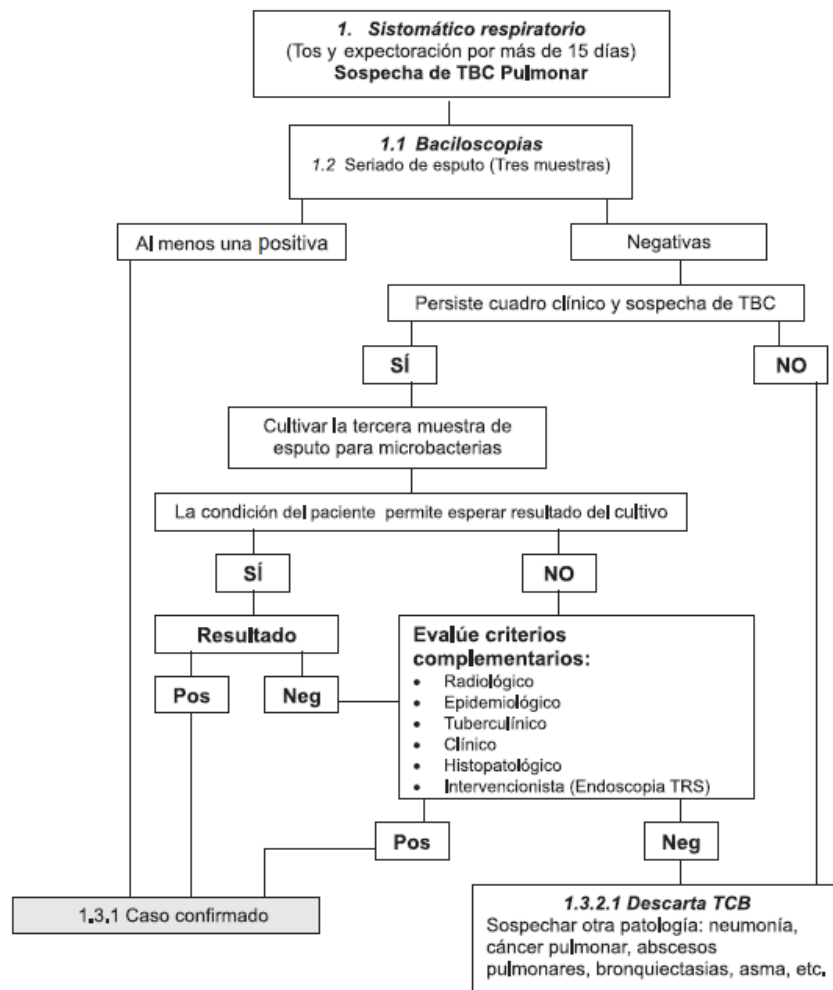 1. Sistomático respiratorio
(Tos y expectoración por más de 15 días)
Sospecha de TBC Pulmonar
1.1 Baciloscopias
1.2 Seriado de esputo (Tres muestras)
Al menos una positiva
Negativas
Persiste cuadro clínico y sospecha de TBC
SÍ
NO
Cultivar la tercera muestra de
esputo para microbacterias
La condición del paciente permite esperar resultado del cultivo
SÍ
NO
Resultado
Pos
Neg
Evalúe criterios
complementarios:
• Radiológico
• Epidemiológico
• Tuberculínico
• Clínico
• Histopatológico
• Intervencionista (Endoscopia TRS)
Pos
Neg
1.3.1 Caso confirmado
1.3.2.1 Descarta TCB
Sospechar otra patología: neumonía,
cáncer pulmonar, abscesos
pulmonares, bronquiectasias, asma, etc.